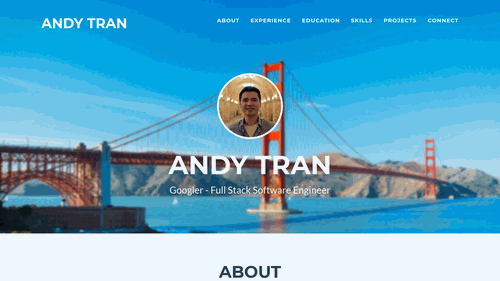 ANDY TRAN
ABOUT EXPERIENCE EDUCATION SKILLS PROJECTS CONNECT
ANDY TRAN
Googler - Full Stack Software Engineer
ABOUT